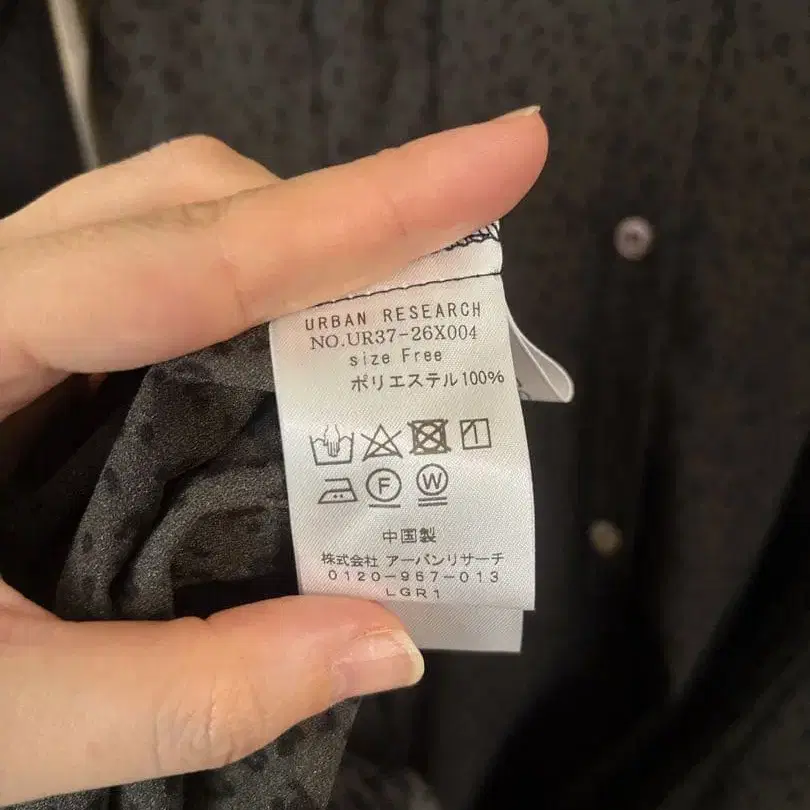 URBAN RESEARCH
NO.UR37-26X004
size Free
ポリエステル100%
F W
中国製
株式会社 アーバンリサーチ
0120-967-013
LGR1